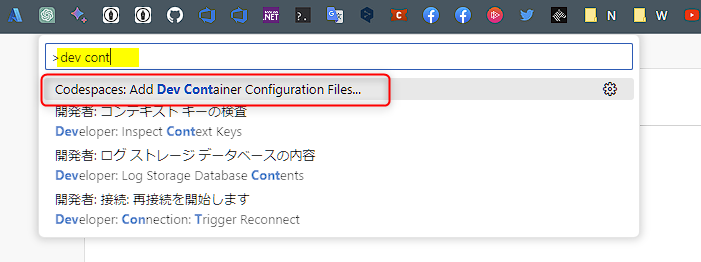 .NET
N
W
>dev cont
Codespaces: Add Dev Container Configuration Files...
開発者: コンテキスト キーの検査
Developer: Inspect Context Keys
開発者: ログ ストレージ データベースの内容
Developer: Log Storage Database Contents
開発者: 接続: 再接続を開始します
Developer: Connection: Trigger Reconnect